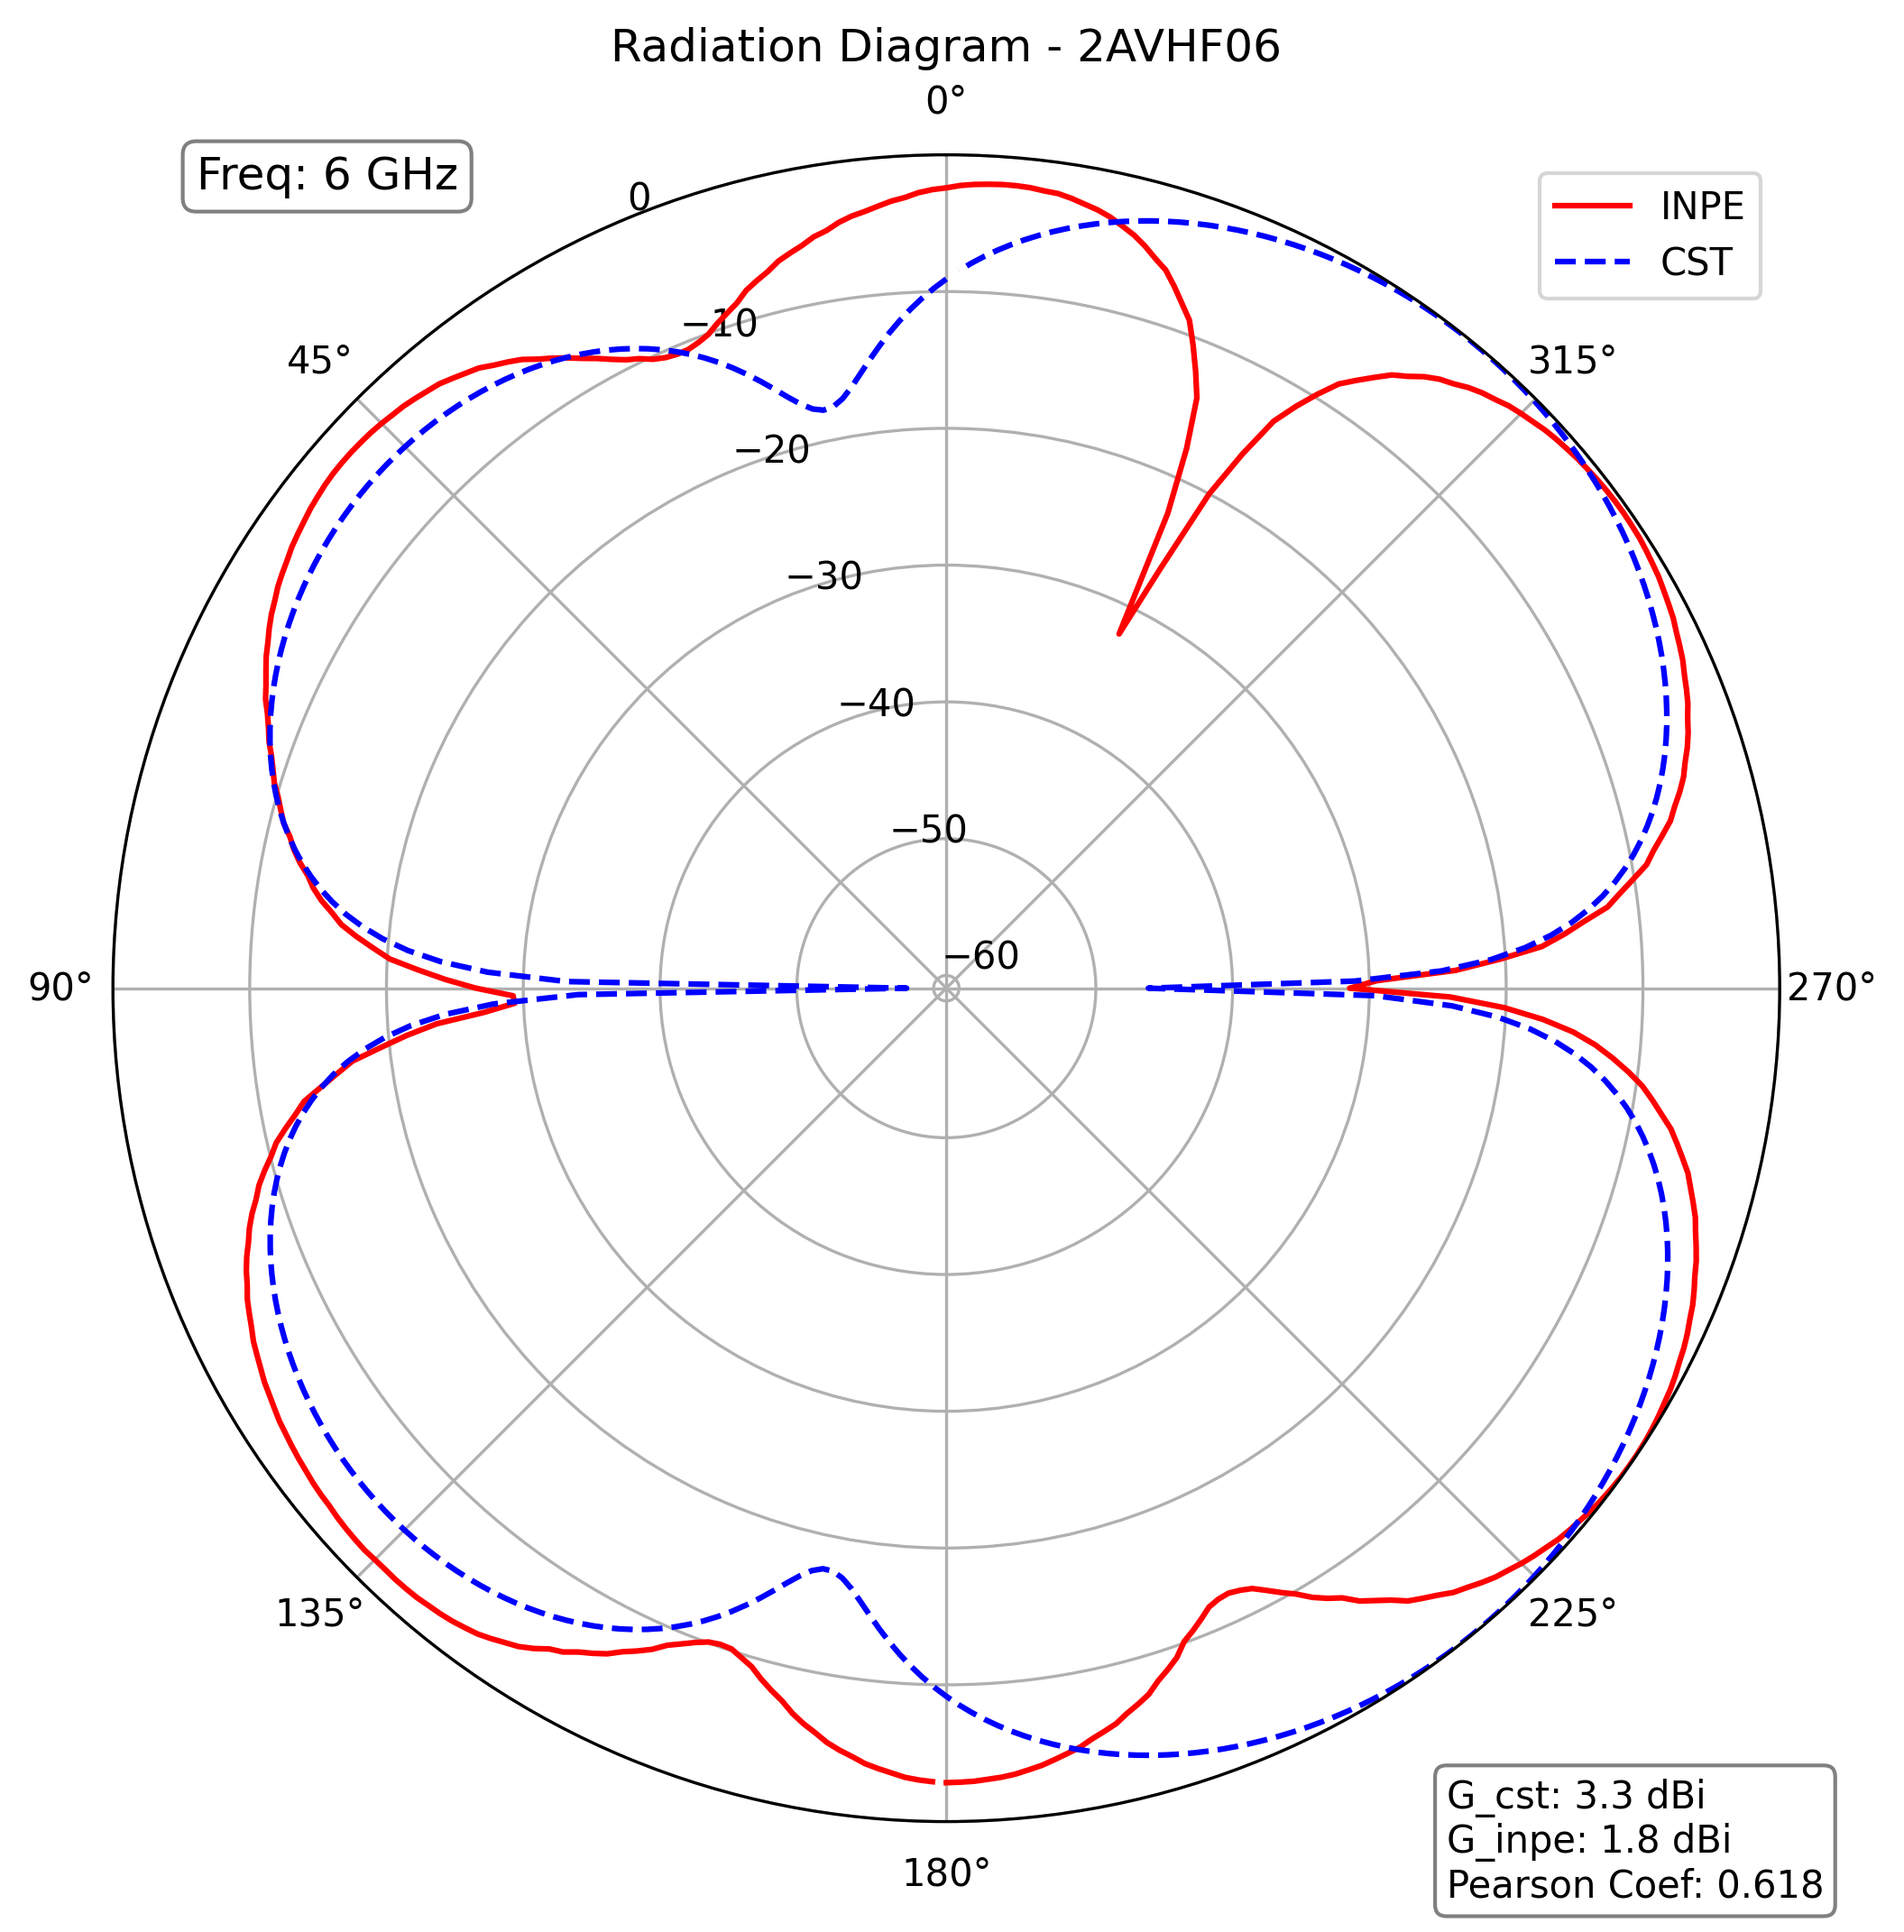 Radiation Diagram - 2AVHF06
0°
Freq: 6 GHz
0
INPE
CST
−10
45°
315°
−20
−30
−40
−50
−60
90°
270°
135°
225°
180°
G_cst: 3.3 dBi
G_inpe: 1.8 dBi
Pearson Coef: 0.618